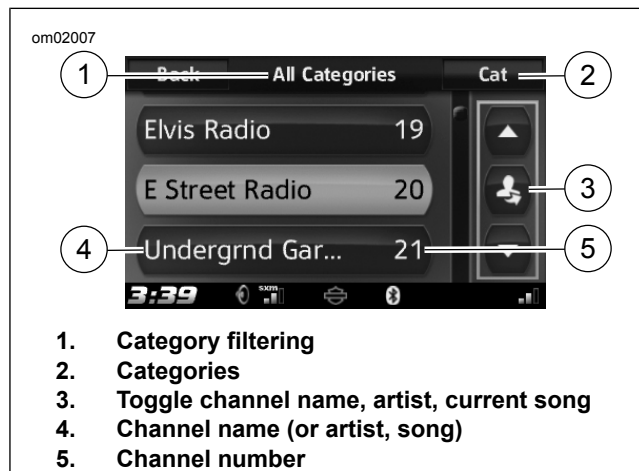 om02007
1 Back All Categories Cat 2
Elvis Radio 19
E Street Radio 20
3
4 Undergrnd Gar... 21 5
3:39 sxm
1. Category filtering
2. Categories
3. Toggle channel name, artist, current song
4. Channel name (or artist, song)
5. Channel number